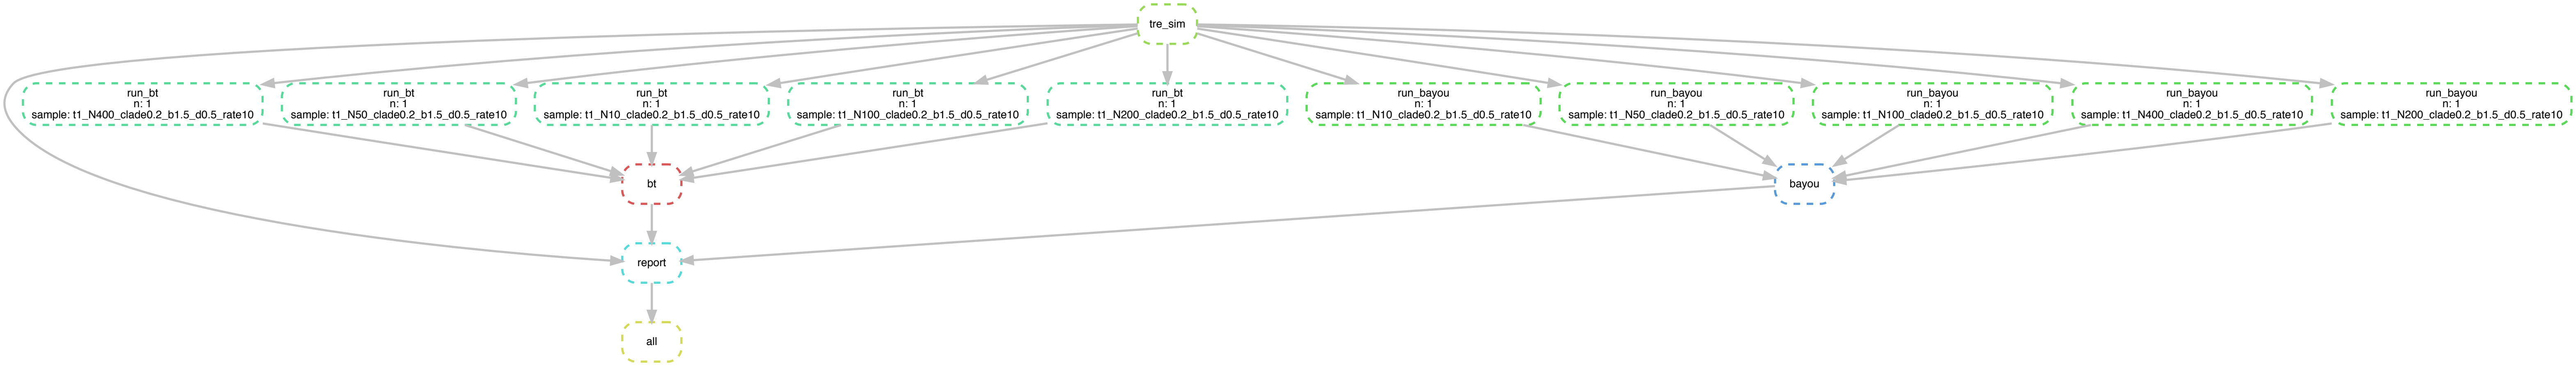 tre_sim
run_bt
n: 1
sample: t1_N400_clade0.2_b1.5_d0.5_rate10
run_bt
n: 1
sample: t1_N50_clade0.2_b1.5_d0.5_rate10
run_bt
n: 1
sample: t1_N10_clade0.2_b1.5_d0.5_rate10
run_bt
n: 1
sample: t1_N100_clade0.2_b1.5_d0.5_rate10
run_bt
n: 1
sample: t1_N200_clade0.2_b1.5_d0.5_rate10
run_bayou
n: 1
sample: t1_N10_clade0.2_b1.5_d0.5_rate10
run_bayou
n: 1
sample: t1_N50_clade0.2_b1.5_d0.5_rate10
run_bayou
n: 1
sample: t1_N100_clade0.2_b1.5_d0.5_rate10
run_bayou
n: 1
sample: t1_N400_clade0.2_b1.5_d0.5_rate10
run_bayou
n: 1
sample: t1_N200_clade0.2_b1.5_d0.5_rate10
bt
bayou
report
all